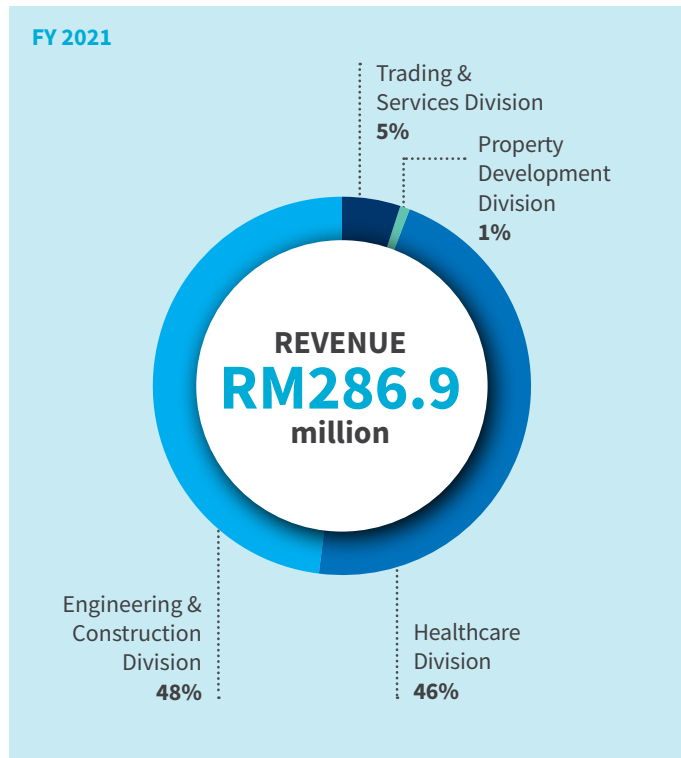 FY 2021
Trading &
Services Division
5%
Property
Development
Division
1%
REVENUE
RM286.9
million
Engineering &
Construction
Division
48%
Healthcare
Division
46%